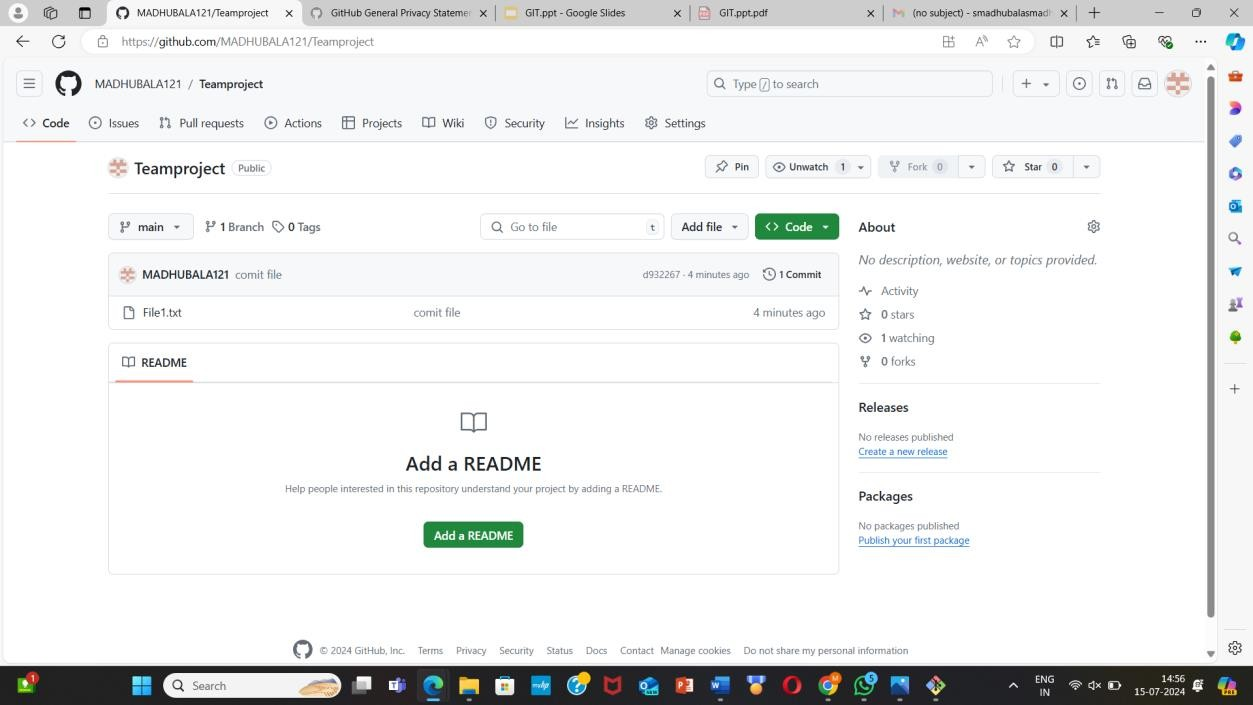 MADHUBALA121/Teamproject
GitHub General Privacy Statemer
GIT.ppt - Google Slides
GIT.ppt.pdf
(no subject) - smadhubalasmadh
https://github.com/MADHUBALA121/Teamproject
MADHUBALA121 / Teamproject
Type / to search
Code
Issues
Pull requests
Actions
Projects
Wiki
Security
Insights
Settings
Teamproject Public
Pin
Unwatch 1
Fork 0
Star 0
main
1 Branch
0 Tags
Go to file t
Add file
Code
MADHUBALA121 comit file d932267 · 4 minutes ago 1 Commit
File1.txt comit file 4 minutes ago
README
Add a README
Help people interested in this repository understand your project by adding a README.
Add a README
About
No description, website, or topics provided.
Activity
0 stars
1 watching
0 forks
Releases
No releases published
Create a new release
Packages
No packages published
Publish your first package
© 2024 GitHub, Inc. Terms Privacy Security Status Docs Contact Manage cookies Do not share my personal information
1
Search
5
ENG
IN
14:56
15-07-2024